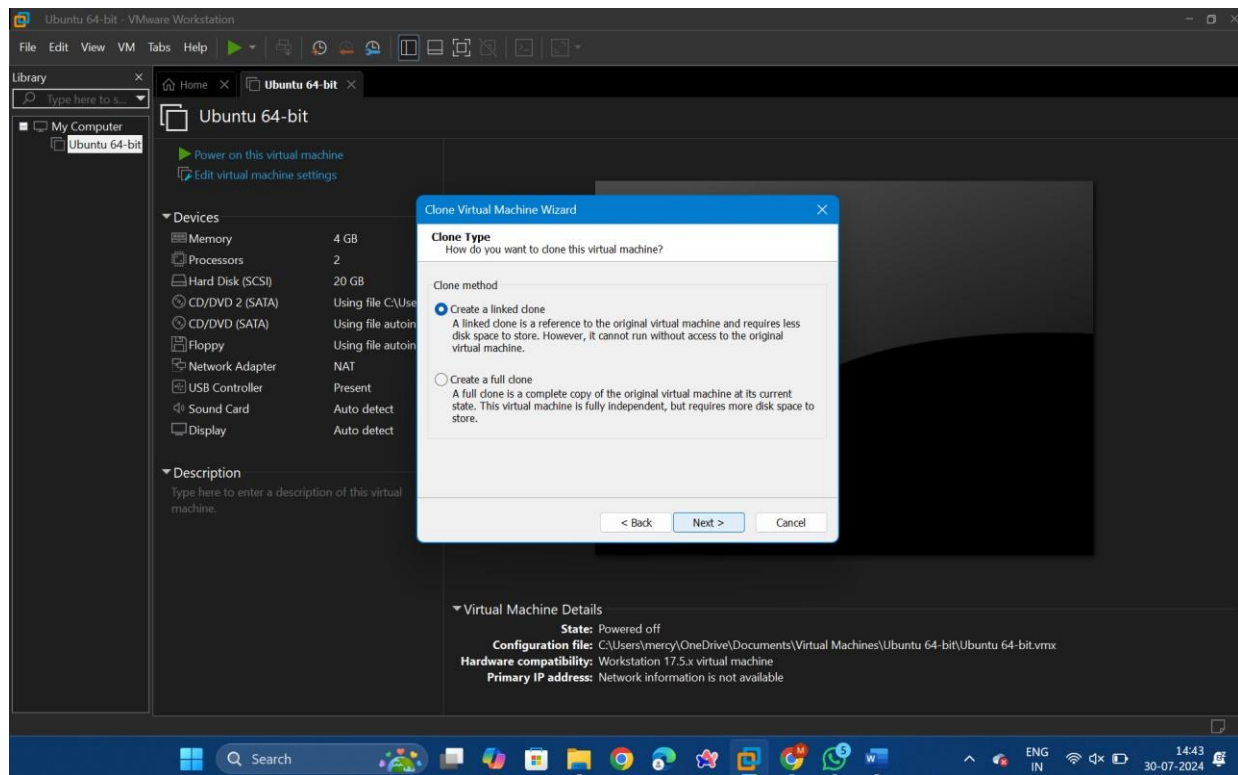 Ubuntu 64-bit - VMware Workstation
File Edit View VM Tabs Help
Library
Type here to s...
My Computer
Ubuntu 64-bit
Home
Ubuntu 64-bit
Ubuntu 64-bit
Power on this virtual machine
Edit virtual machine settings
Devices
Memory 4 GB
Processors 2
Hard Disk (SCSI) 20 GB
CD/DVD 2 (SATA) Using file C:\Use
CD/DVD (SATA) Using file autoin
Floppy Using file autoin
Network Adapter NAT
USB Controller Present
Sound Card Auto detect
Display Auto detect
Description
Type here to enter a description of this virtual
machine.
Clone Virtual Machine Wizard
Clone Type
How do you want to clone this virtual machine?
Clone method
Create a linked clone
A linked clone is a reference to the original virtual machine and requires less
disk space to store. However, it cannot run without access to the original
virtual machine.
Create a full clone
A full clone is a complete copy of the original virtual machine at its current
state. This virtual machine is fully independent, but requires more disk space to
store.
< Back Next > Cancel
Virtual Machine Details
State: Powered off
Configuration file: C:\Users\mercy\OneDrive\Documents\Virtual Machines\Ubuntu 64-bit\Ubuntu 64-bit.vmx
Hardware compatibility: Workstation 17.5.x virtual machine
Primary IP address: Network information is not available
Search
M
9
W
ENG
IN
14:43
30-07-2024